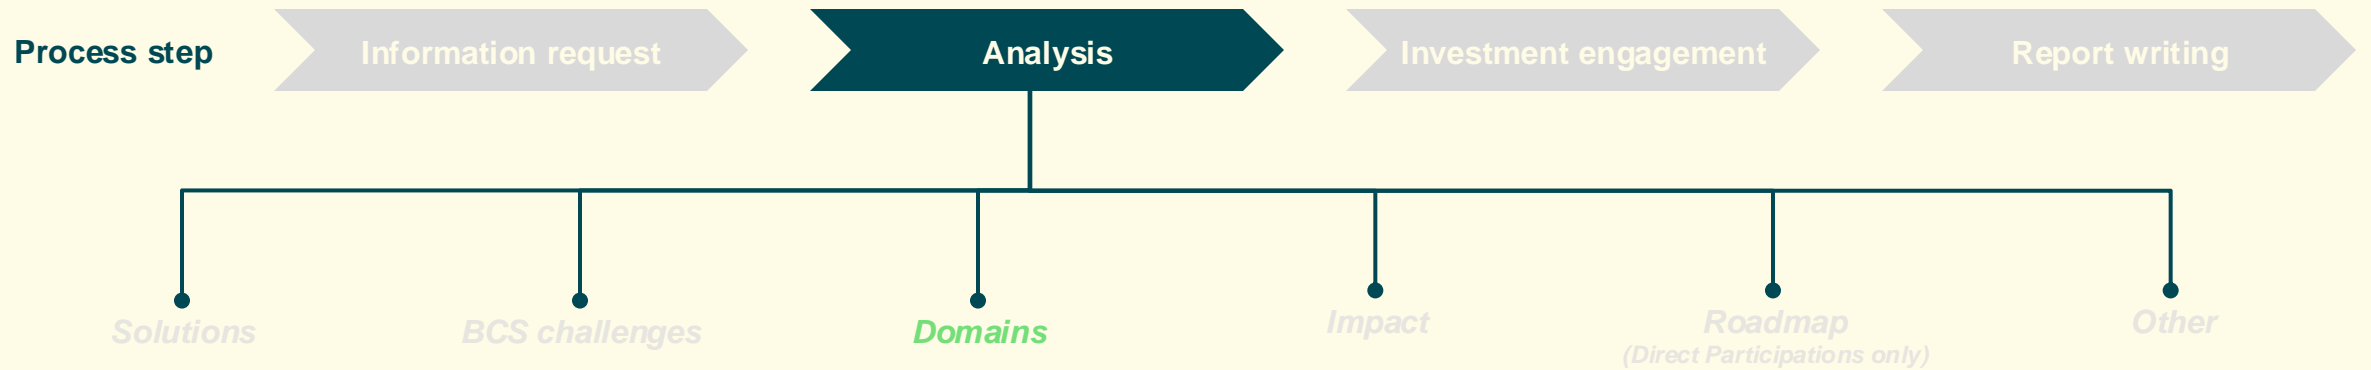 Process step
Information request
Analysis
Investment engagement
Report writing
Solutions
BCS challenges
Domains
Impact
Roadmap
(Direct Participations only)
Other